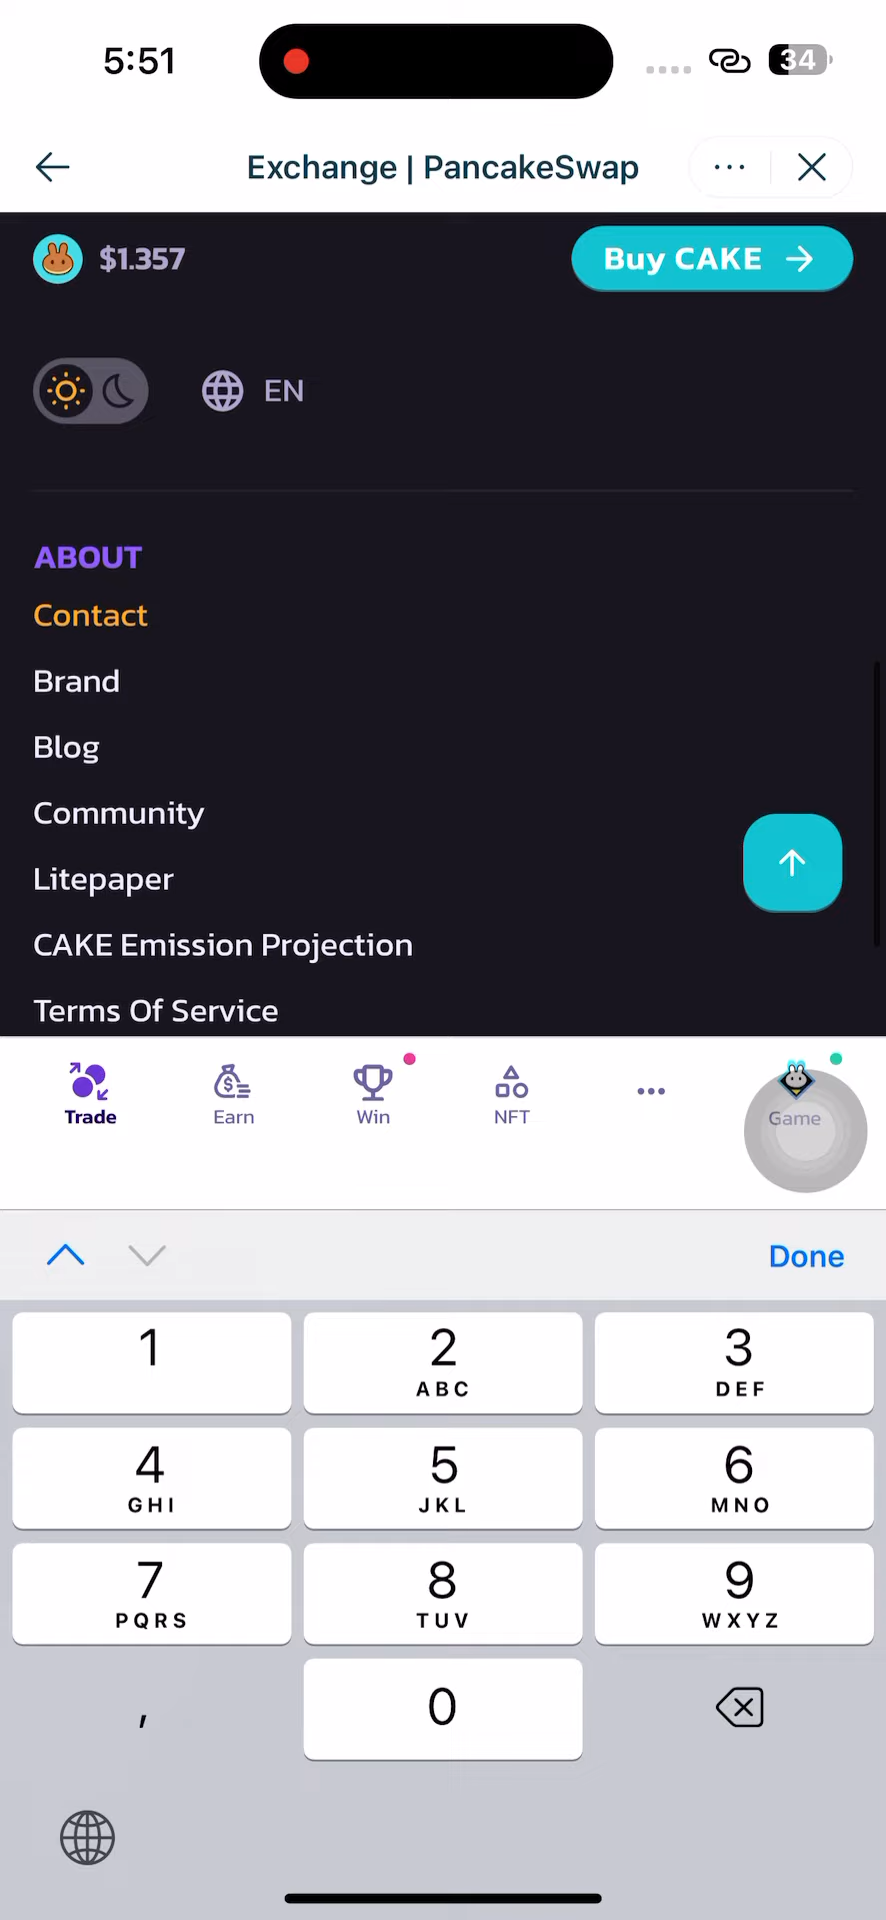 5:51
34
Exchange | PancakeSwap
$1.357
Buy CAKE
EN
ABOUT
Contact
Brand
Blog
Community
Litepaper
CAKE Emission Projection
Terms Of Service
Trade
Earn
Win
NFT
Game
Done
1
2 ABC
3 DEF
4 GHI
5 JKL
6 MNO
7 PQRS
8 TUV
9 WXYZ
, 0